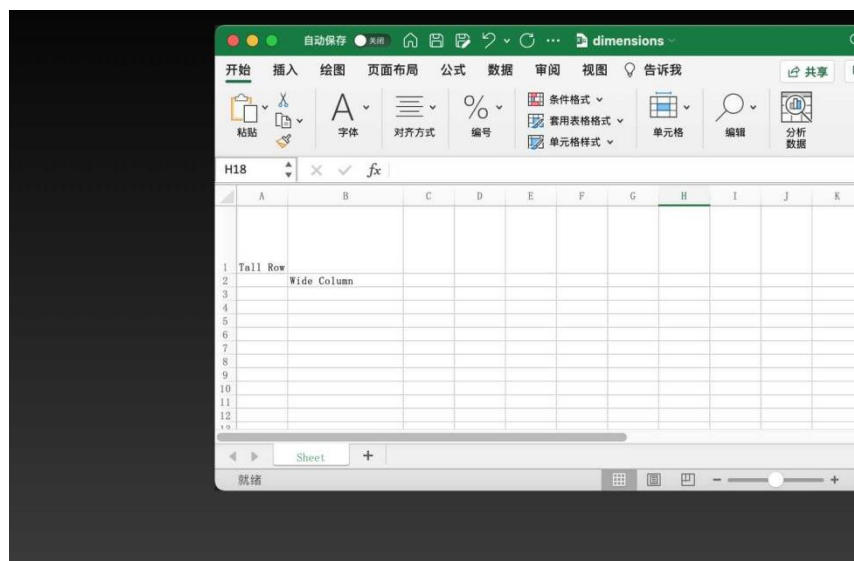 自动保存 关闭 ··· dimensions
开始 插入 绘图 页面布局 公式 数据 审阅 视图 告诉我 共享
粘贴 字体 对齐方式 编号 条件格式 套用表格格式 单元格样式 单元格 编辑 分析数据
H18 fx
A B C D E F G H I J K
1 Tall Row
2 Wide Column
3
4
5
6
7
8
9
10
11
12
Sheet +
就绪 − +